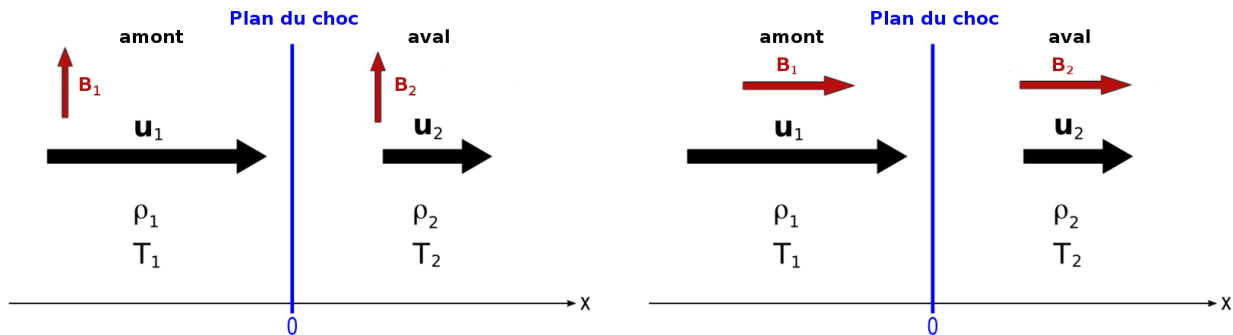 Plan du choc
amont
aval
B₁
B₂
u₁
u₂
ρ₁
ρ₂
T₁
T₂
x
0
Plan du choc
amont
aval
B₁
B₂
u₁
u₂
ρ₁
ρ₂
T₁
T₂
x
0